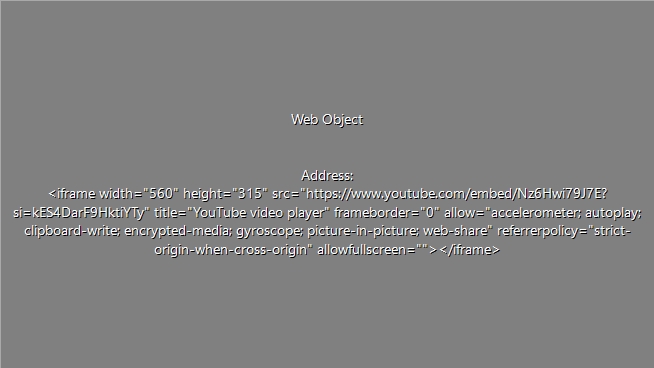 Web Object
Address:
<iframe width="560" height="315" src="https://www.youtube.com/embed/Nz6Hwi79J7E?
si=kES4DarF9HktiYTy" title="YouTube video player" frameborder="0" allow="accelerometer; autoplay;
clipboard-write; encrypted-media; gyroscope; picture-in-picture; web-share" referrerpolicy="strict-
origin-when-cross-origin" allowfullscreen=""></iframe>